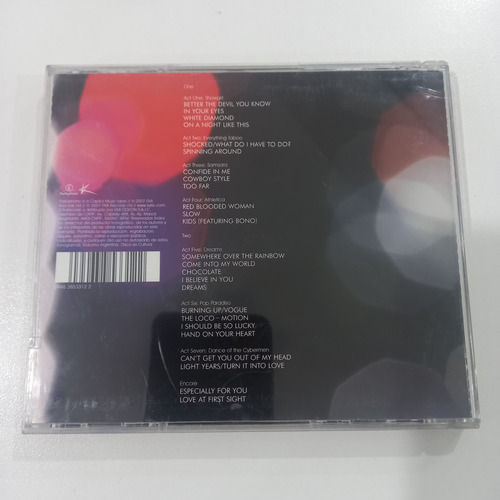 One
Act One: Showgirl
BETTER THE DEVIL YOU KNOW
IN YOUR EYES
WHITE DIAMOND
ON A NIGHT LIKE THIS
Act Two: Everything Taboo
SHOCKED/WHAT DO I HAVE TO DO?
SPINNING AROUND
Act Three: Samsara
CONFIDE IN ME
COWBOY STYLE
TOO FAR
Act Four: Athletica
RED BLOODED WOMAN
SLOW
KIDS (FEATURING BONO)
Two
Act Five: Dreams
SOMEWHERE OVER THE RAINBOW
COME INTO MY WORLD
CHOCOLATE
I BELIEVE IN YOU
DREAMS
Act Six: Pop Paradiso
BURNING UP/VOGUE
THE LOCO - MOTION
I SHOULD BE SO LUCKY
HAND ON YOUR HEART
Act Seven: Dance of the Cybermen
CAN'T GET YOU OUT OF MY HEAD
LIGHT YEARS/TURN IT INTO LOVE
Encore
ESPECIALLY FOR YOU
LOVE AT FIRST SIGHT